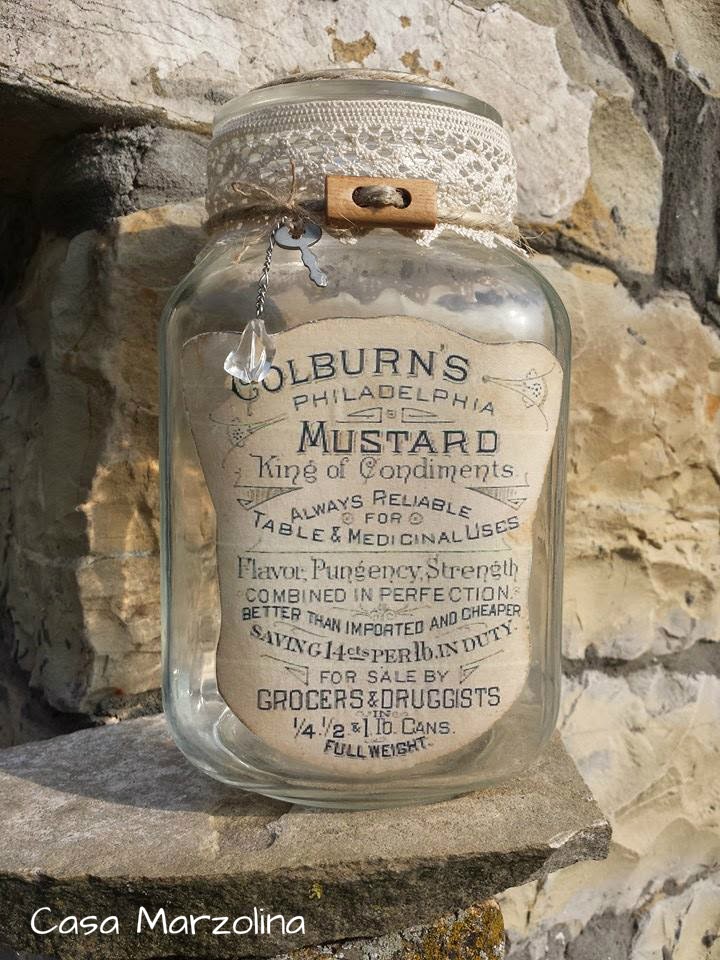 COLBURN'S
PHILADELPHIA
MUSTARD
King of Condiments
ALWAYS RELIABLE
FOR
TABLE & MEDICINAL USES
Flavor, Pungency, Strength
COMBINED IN PERFECTION.
BETTER THAN IMPORTED AND CHEAPER
SAVING 14cts PER lb. IN DUTY.
FOR SALE BY
GROCERS & DRUGGISTS
IN
1/4. 1/2 & 1 lb. CANS.
FULL WEIGHT.
Casa Marzolina